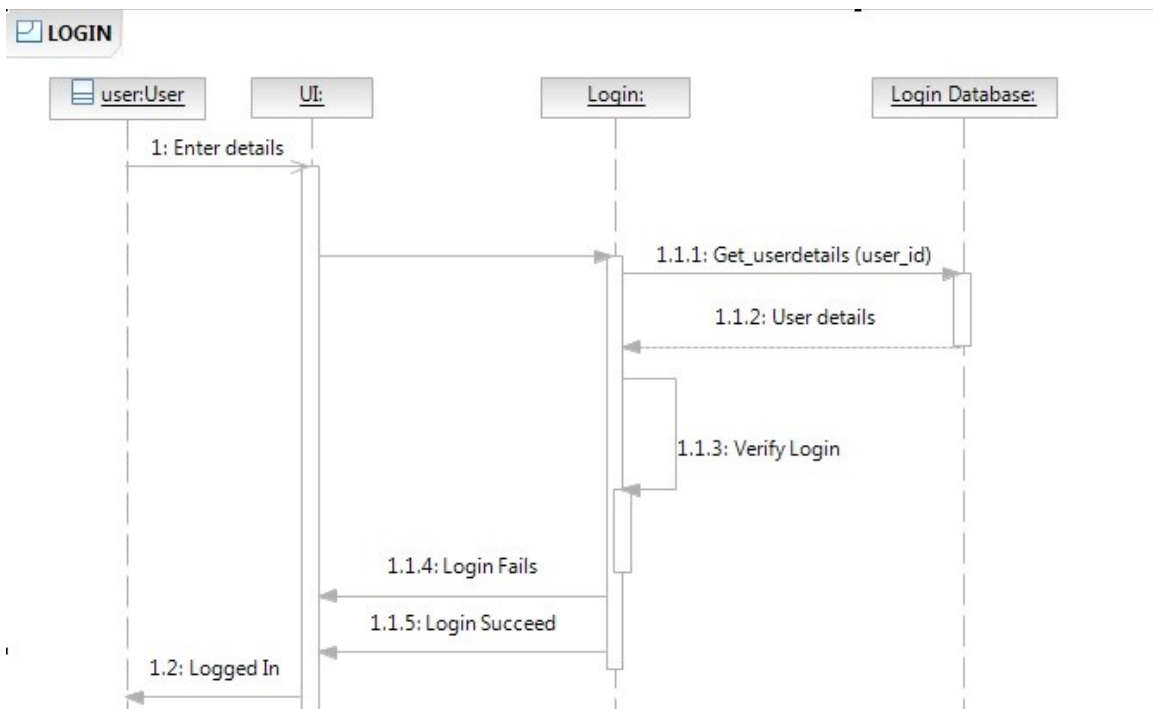 LOGIN
user:User
UI:
Login:
Login Database:
1: Enter details
1.1.1: Get_userdetails (user_id)
1.1.2: User details
1.1.3: Verify Login
1.1.4: Login Fails
1.1.5: Login Succeed
1.2: Logged In